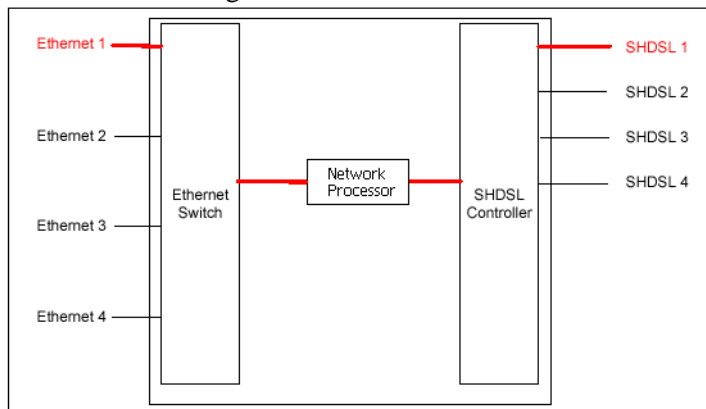 Ethernet 1
SHDSL 1
SHDSL 2
Ethernet 2
SHDSL 3
Network
Processor
SHDSL 4
Ethernet
Switch
SHDSL
Controller
Ethernet 3
Ethernet 4